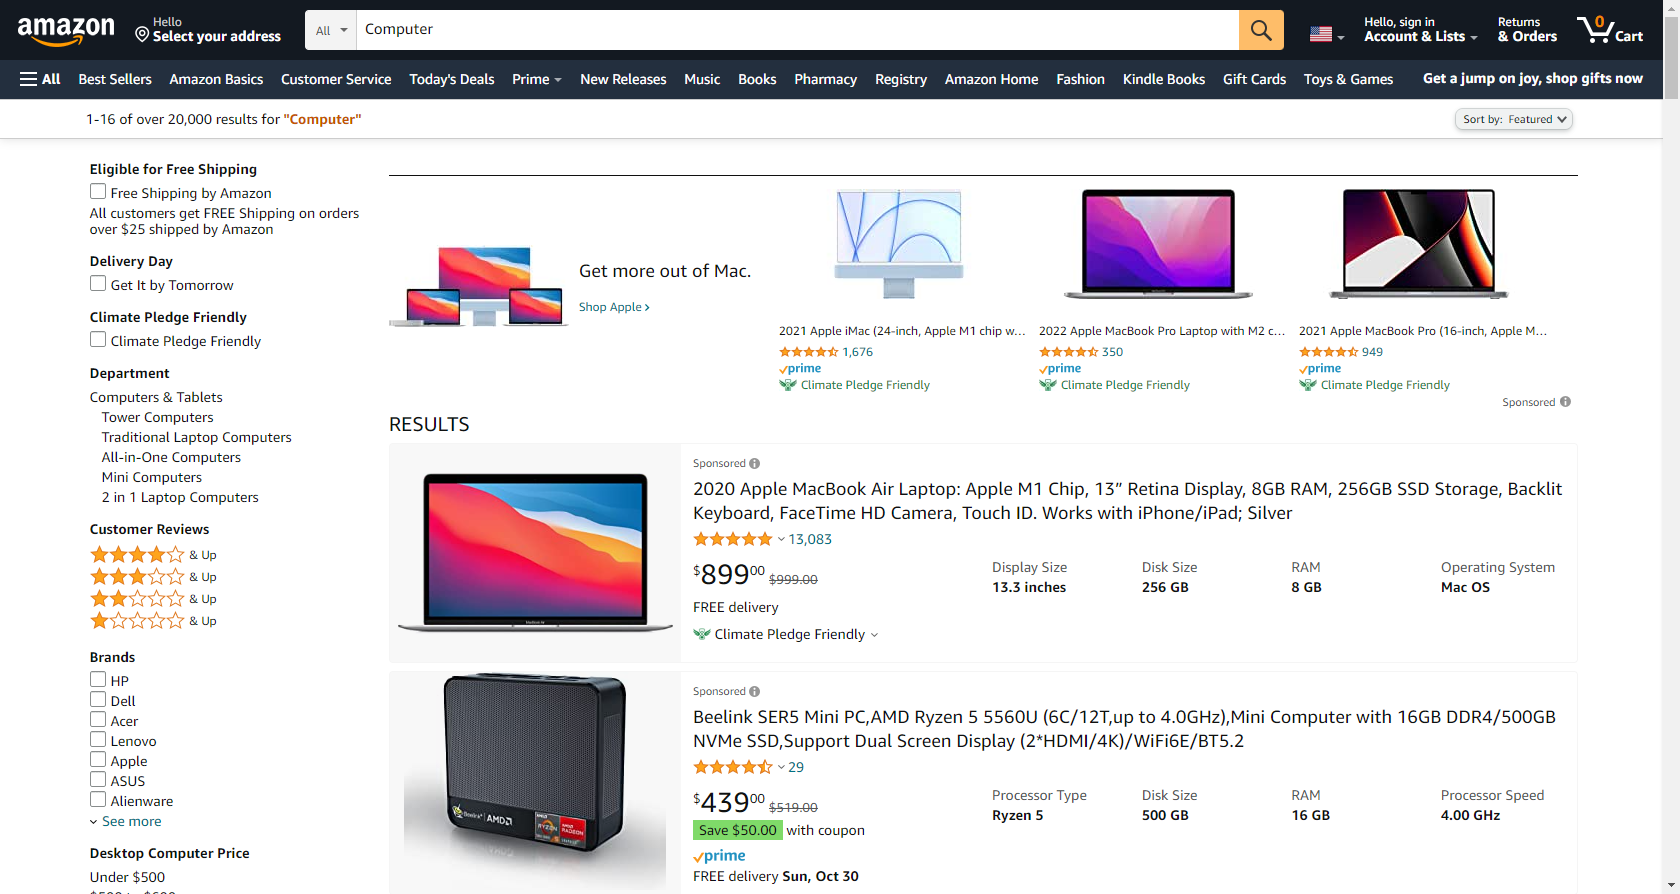 amazon
Hello
Select your address
All
Computer
Hello, sign in
Account & Lists
Returns
& Orders
0
Cart
All
Best Sellers
Amazon Basics
Customer Service
Today's Deals
Prime
New Releases
Music
Books
Pharmacy
Registry
Amazon Home
Fashion
Kindle Books
Gift Cards
Toys & Games
Get a jump on joy, shop gifts now
1-16 of over 20,000 results for "Computer"
Sort by: Featured
Eligible for Free Shipping
Free Shipping by Amazon
All customers get FREE Shipping on orders
over $25 shipped by Amazon
Delivery Day
Get It by Tomorrow
Climate Pledge Friendly
Climate Pledge Friendly
Department
Computers & Tablets
Tower Computers
Traditional Laptop Computers
All-in-One Computers
Mini Computers
2 in 1 Laptop Computers
Customer Reviews
& Up
& Up
& Up
& Up
Brands
HP
Dell
Acer
Lenovo
Apple
ASUS
Alienware
See more
Desktop Computer Price
Under $500
Get more out of Mac.
Shop Apple ›
2021 Apple iMac (24-inch, Apple M1 chip w...
1,676
prime
Climate Pledge Friendly
2022 Apple MacBook Pro Laptop with M2 c...
350
prime
Climate Pledge Friendly
2021 Apple MacBook Pro (16-inch, Apple M...
949
prime
Climate Pledge Friendly
Sponsored
RESULTS
Sponsored
2020 Apple MacBook Air Laptop: Apple M1 Chip, 13” Retina Display, 8GB RAM, 256GB SSD Storage, Backlit
Keyboard, FaceTime HD Camera, Touch ID. Works with iPhone/iPad; Silver
13,083
$899 00 $999.00
FREE delivery
Climate Pledge Friendly
Display Size
13.3 inches
Disk Size
256 GB
RAM
8 GB
Operating System
Mac OS
Beelink AMD
RYZEN
RADEON
Sponsored
Beelink SER5 Mini PC,AMD Ryzen 5 5560U (6C/12T,up to 4.0GHz),Mini Computer with 16GB DDR4/500GB
NVMe SSD,Support Dual Screen Display (2*HDMI/4K)/WiFi6E/BT5.2
29
$439 00 $519.00
Save $50.00 with coupon
prime
FREE delivery Sun, Oct 30
Processor Type
Ryzen 5
Disk Size
500 GB
RAM
16 GB
Processor Speed
4.00 GHz